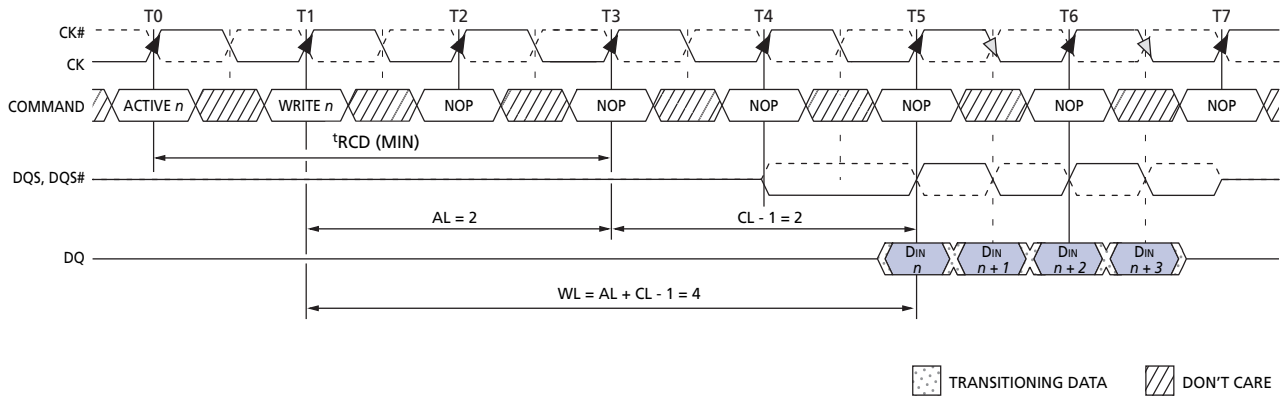 T0 T1 T2 T3 T4 T5 T6 T7
CK#
CK
COMMAND ACTIVE n WRITE n NOP NOP NOP NOP NOP NOP
tRCD (MIN)
DQS, DQS#
AL = 2 CL - 1 = 2
DQ DIN n DIN n + 1 DIN n + 2 DIN n + 3
WL = AL + CL - 1 = 4
TRANSITIONING DATA DON'T CARE